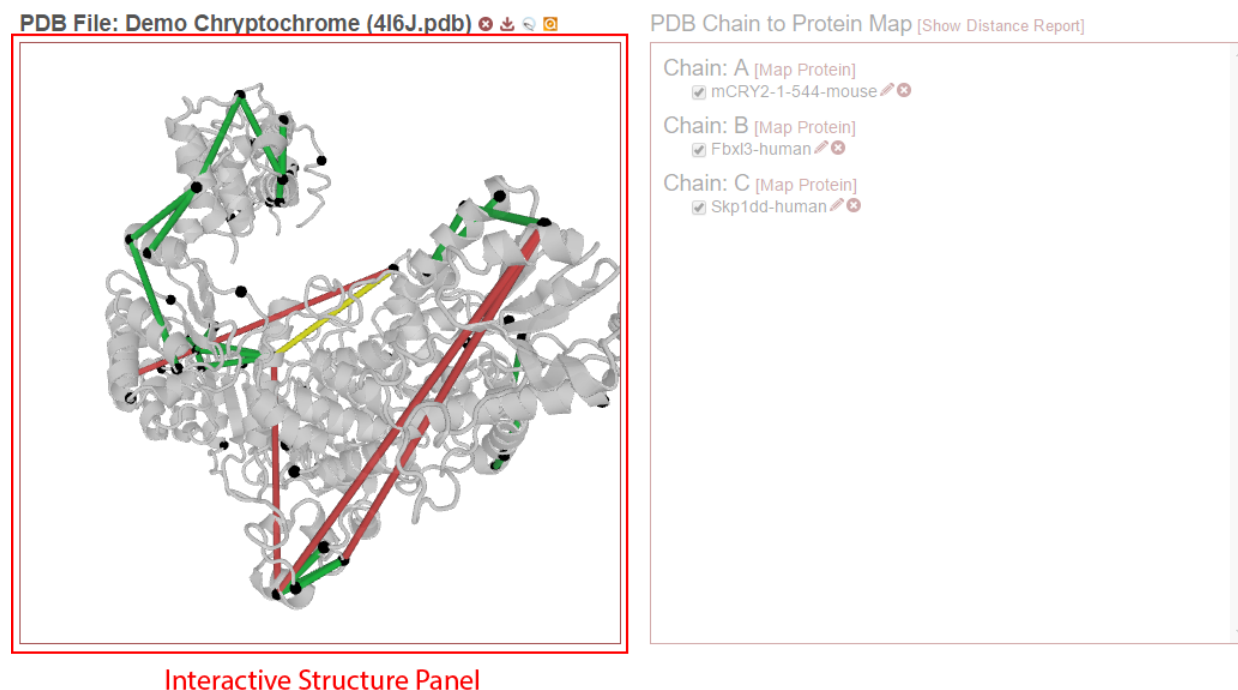 PDB File: Demo Chryptochrome (4I6J.pdb)
PDB Chain to Protein Map [Show Distance Report]
Chain: A [Map Protein]
mCRY2-1-544-mouse
Chain: B [Map Protein]
Fbxl3-human
Chain: C [Map Protein]
Skp1dd-human
Interactive Structure Panel